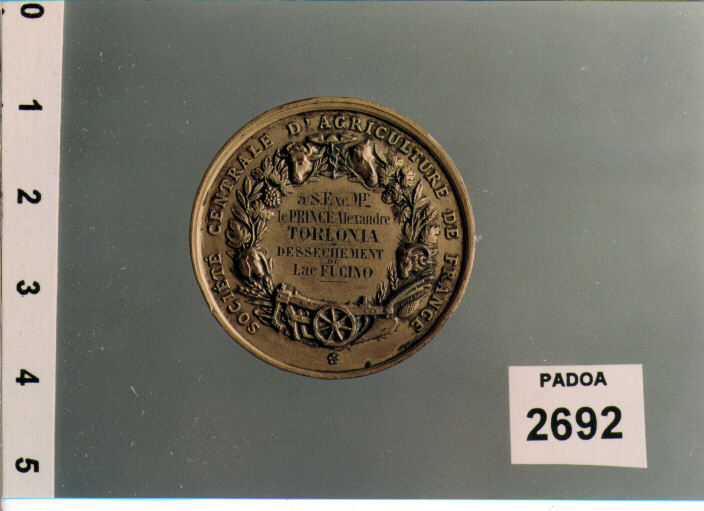 0
1
2
3
4
5
SOCIÉTÉ CENTRALE D'AGRICULTURE DE FRANCE
à S. Exc. Mr
le PRINCE Alexandre
TORLONIA
DESSÉCHEMENT
DU
Lac FUCINO
PADOA
2692